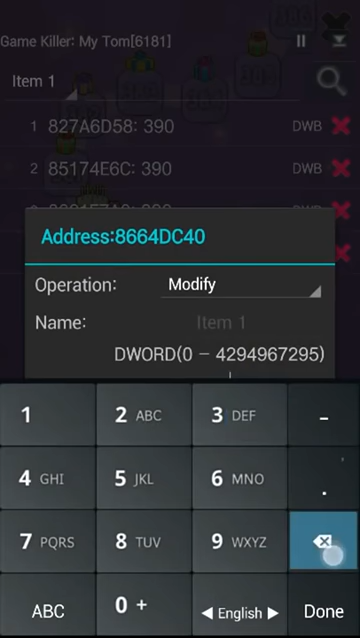 Game Killer: My Tom[6181]
Item 1
1 827A6D58: 390 DWB
2 85174E6C: 390 DWB
Address:8664DC40
Operation: Modify
Name: Item 1
DWORD(0 – 4294967295)
1 2 ABC 3 DEF –
4 GHI 5 JKL 6 MNO .
7 PQRS 8 TUV 9 WXYZ
ABC 0 + ◀ English ▶ Done